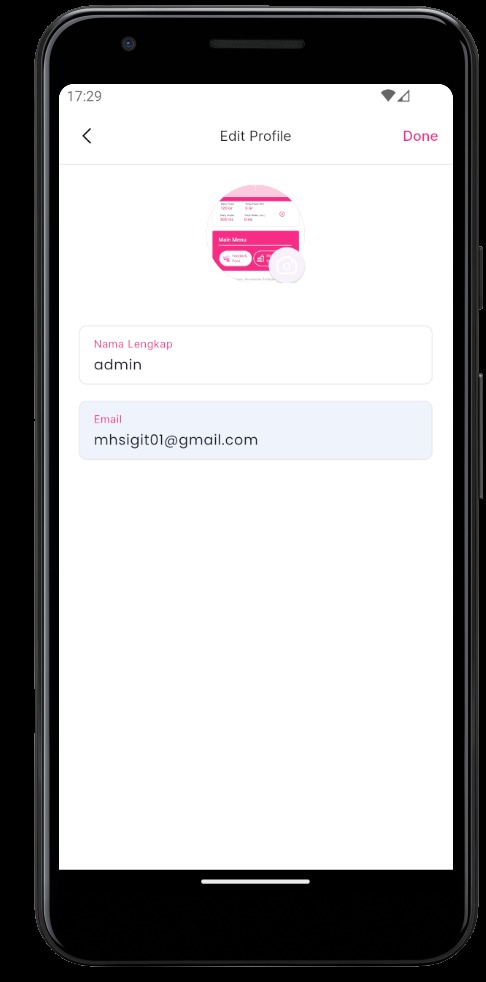 17:29
Edit Profile
Done
Main Menu
Nama Lengkap
admin
Email
mhsigit01@gmail.com